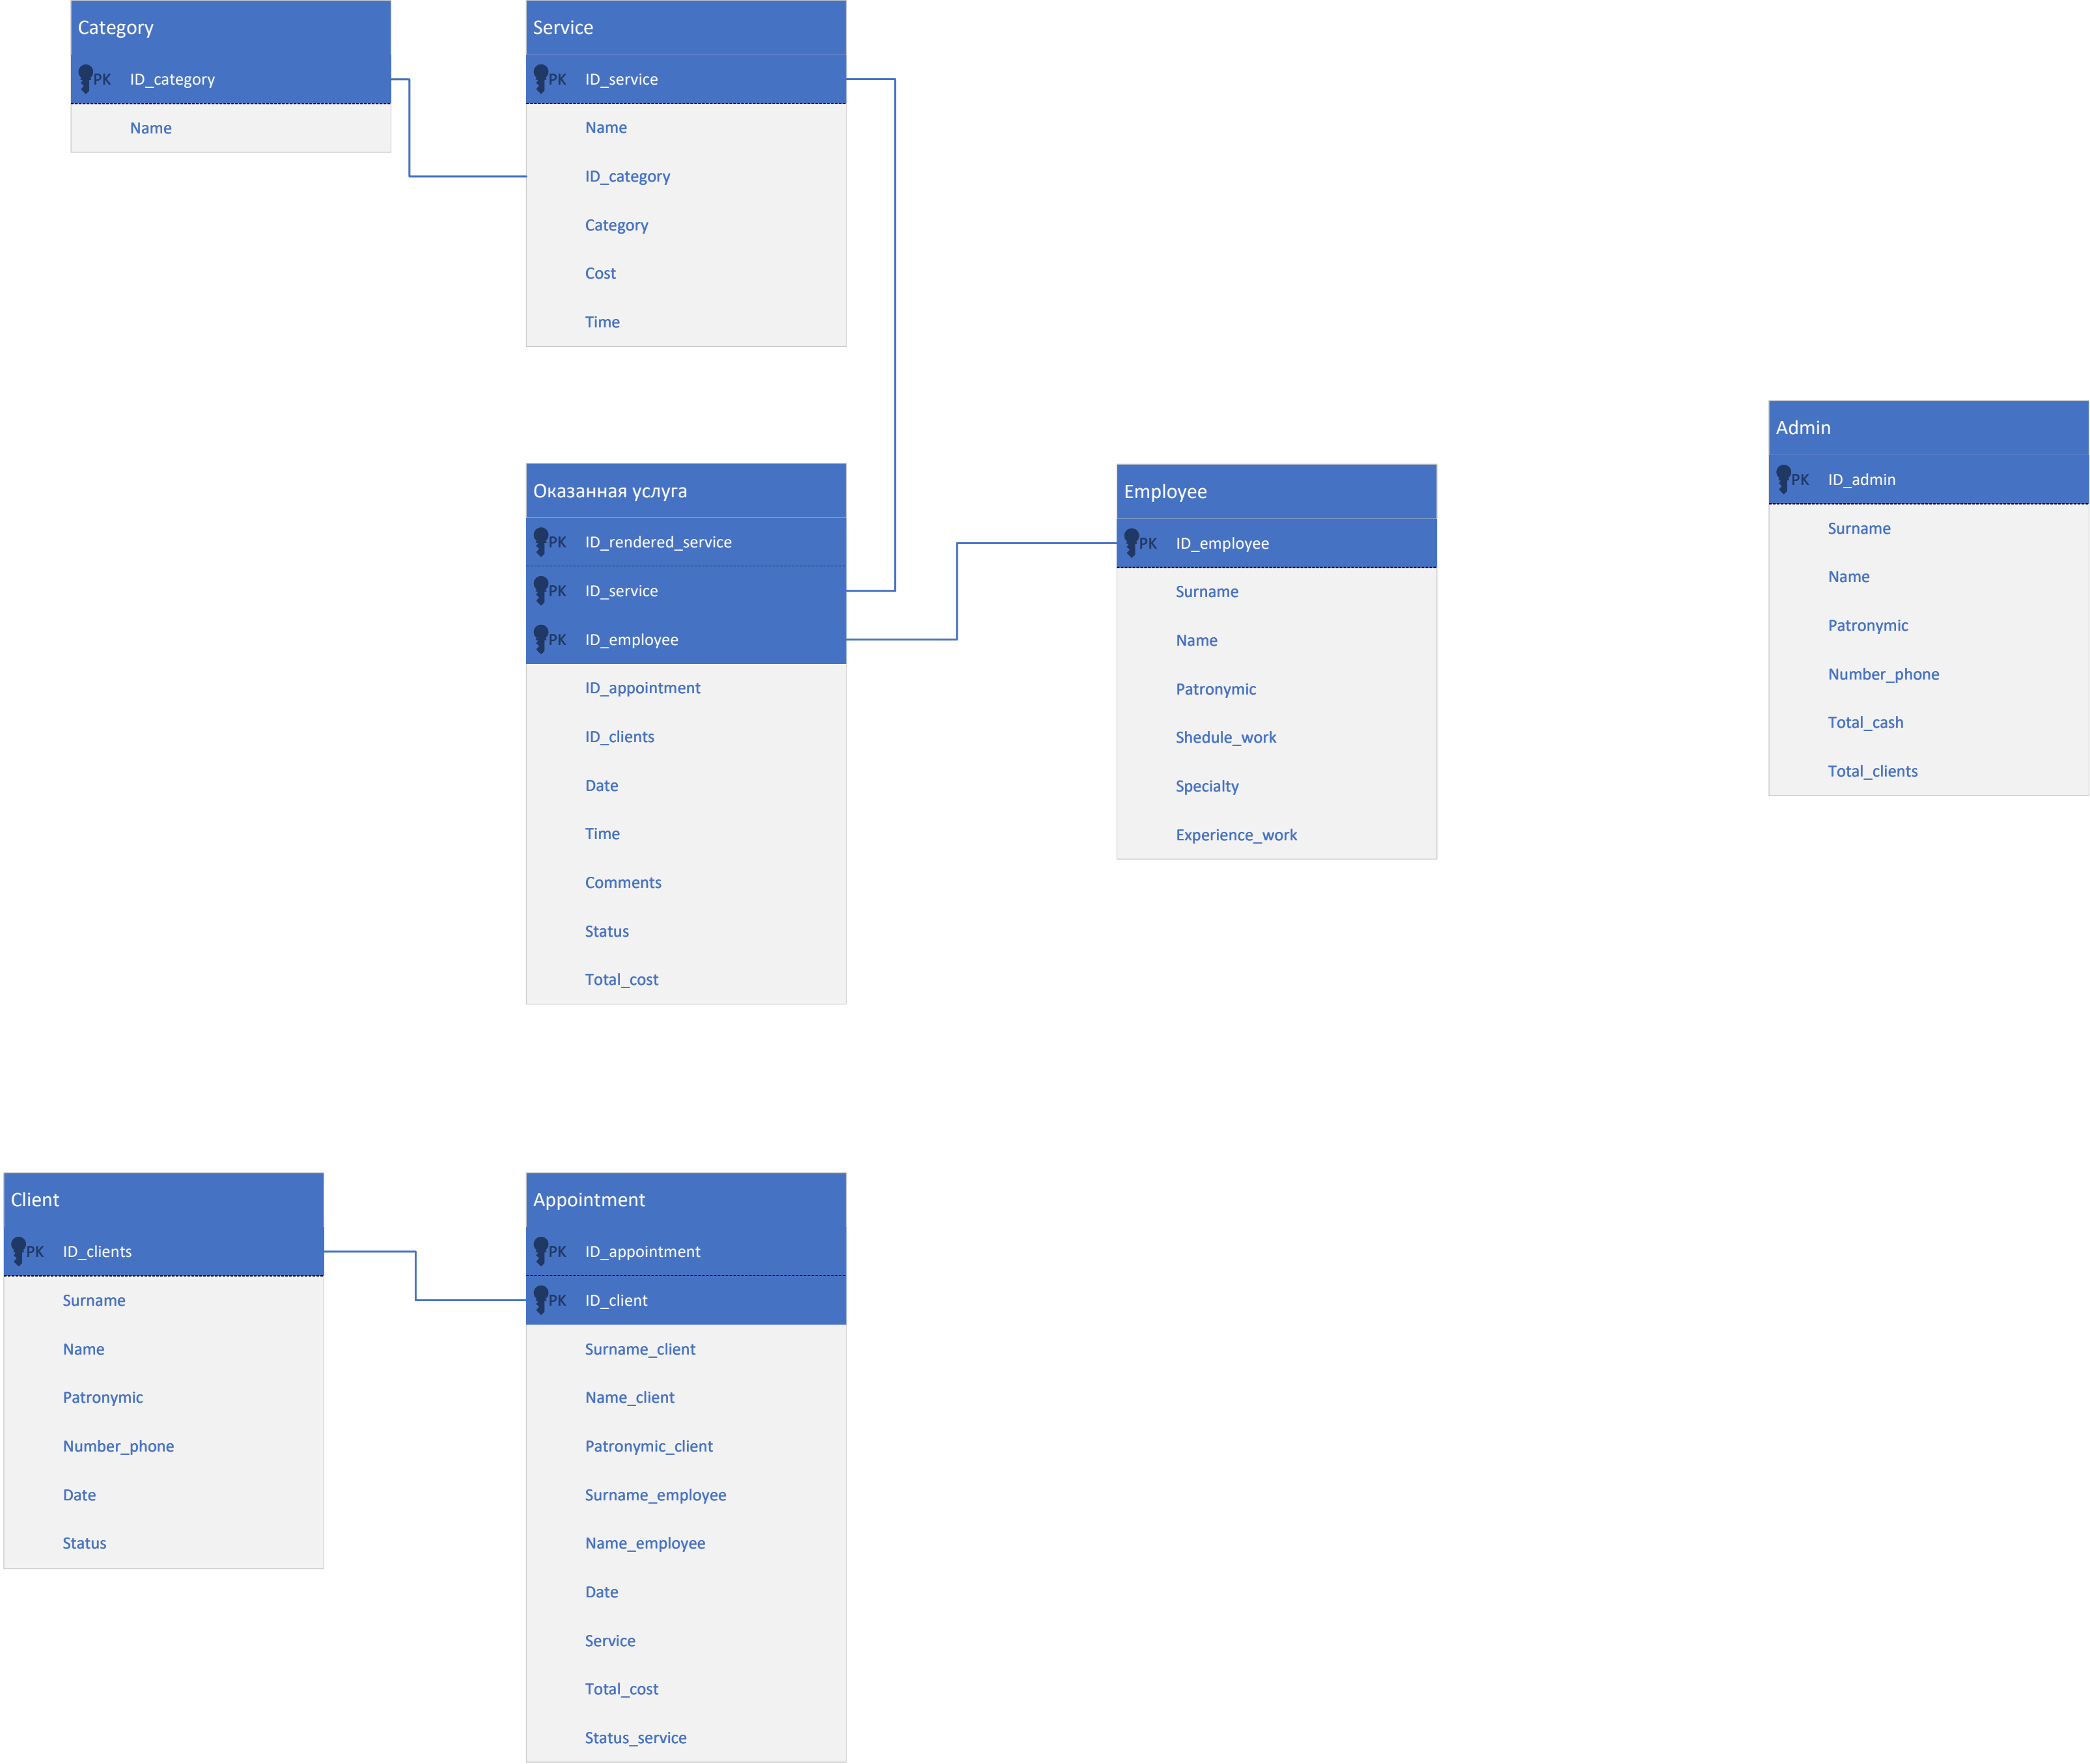 Category
PK ID_category
Name
Service
PK ID_service
Name
ID_category
Category
Cost
Time
Оказанная услуга
PK ID_rendered_service
PK ID_service
PK ID_employee
ID_appointment
ID_clients
Date
Time
Comments
Status
Total_cost
Employee
PK ID_employee
Surname
Name
Patronymic
Shedule_work
Specialty
Experience_work
Admin
PK ID_admin
Surname
Name
Patronymic
Number_phone
Total_cash
Total_clients
Client
PK ID_clients
Surname
Name
Patronymic
Number_phone
Date
Status
Appointment
PK ID_appointment
PK ID_client
Surname_client
Name_client
Patronymic_client
Surname_employee
Name_employee
Date
Service
Total_cost
Status_service